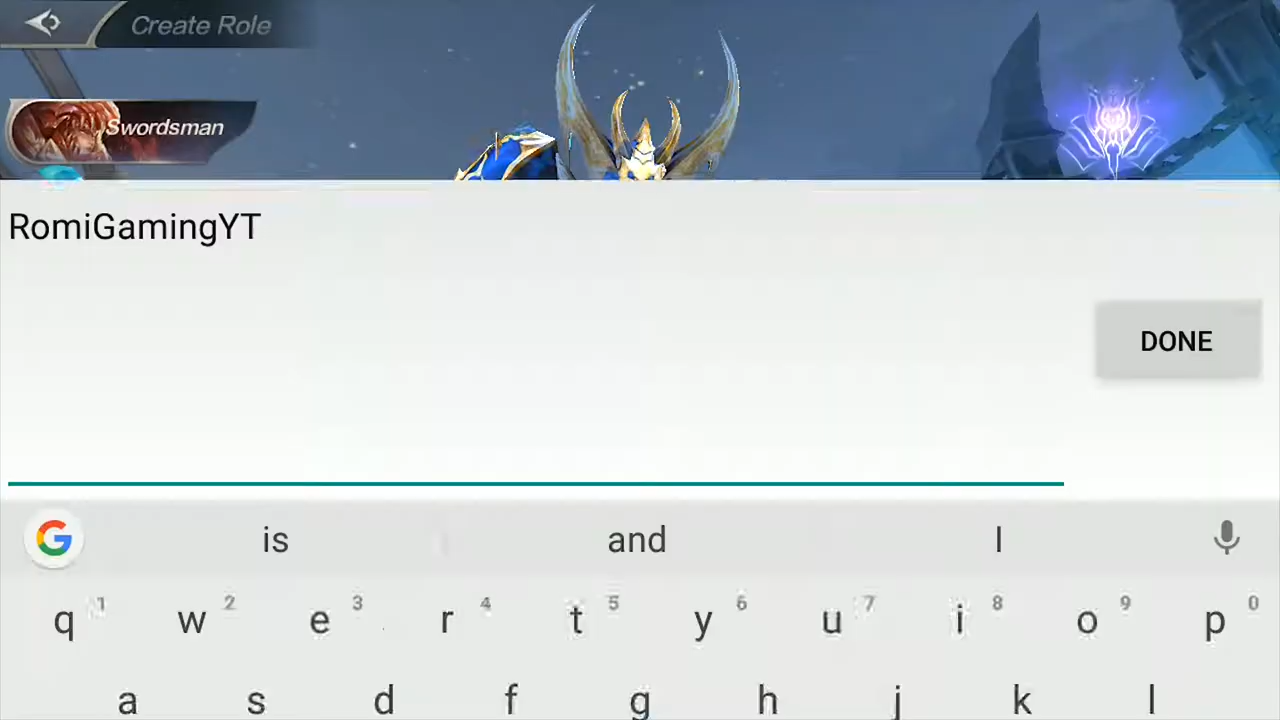 Create Role
Swordsman
RomiGamingYT
DONE
is and I
q 1 w 2 e 3 r 4 t 5 y 6 u 7 i 8 o 9 p 0
a s d f g h j k l